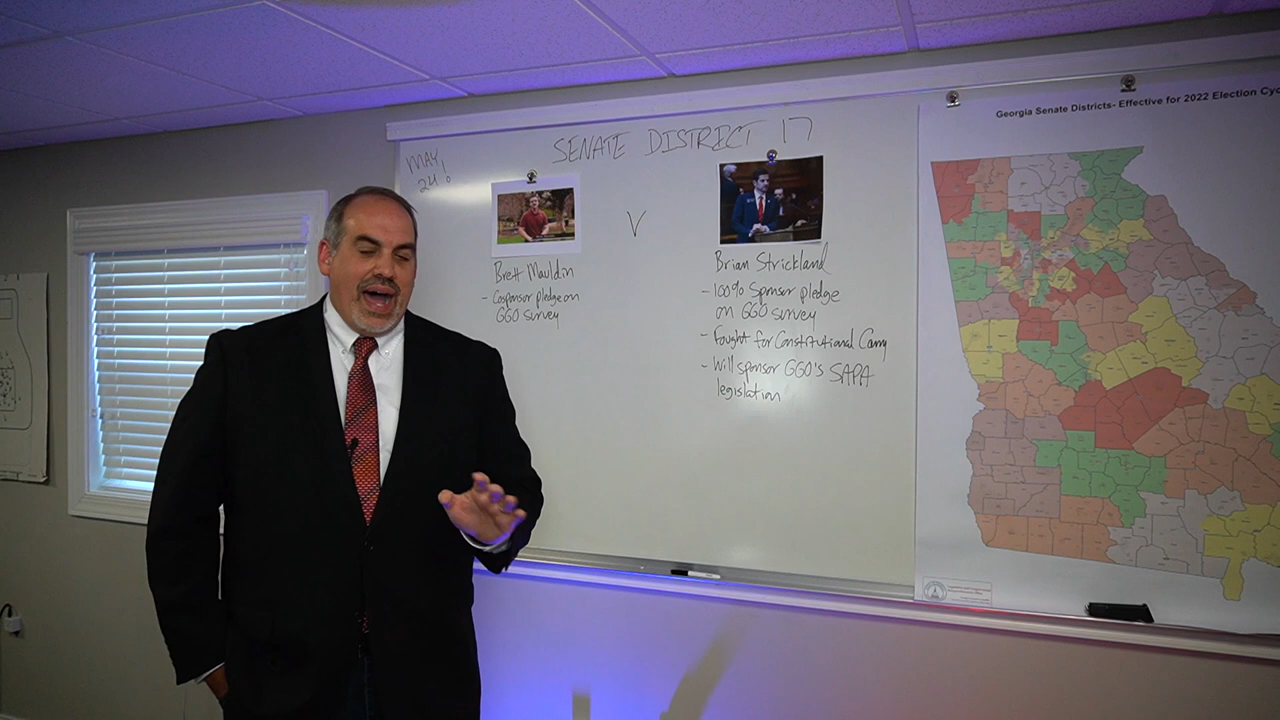 SENATE DISTRICT 17
MAY
24!
V
Brett Mauldin
- Cosponsor pledge on
GGO survey
Brian Strickland
- 100% Sponsor pledge
on GGO survey
- Fought for Constitutional Carry
- Will sponsor GGO's SAPA
legislation
Georgia Senate Districts- Effective for 2022 Election Cyc